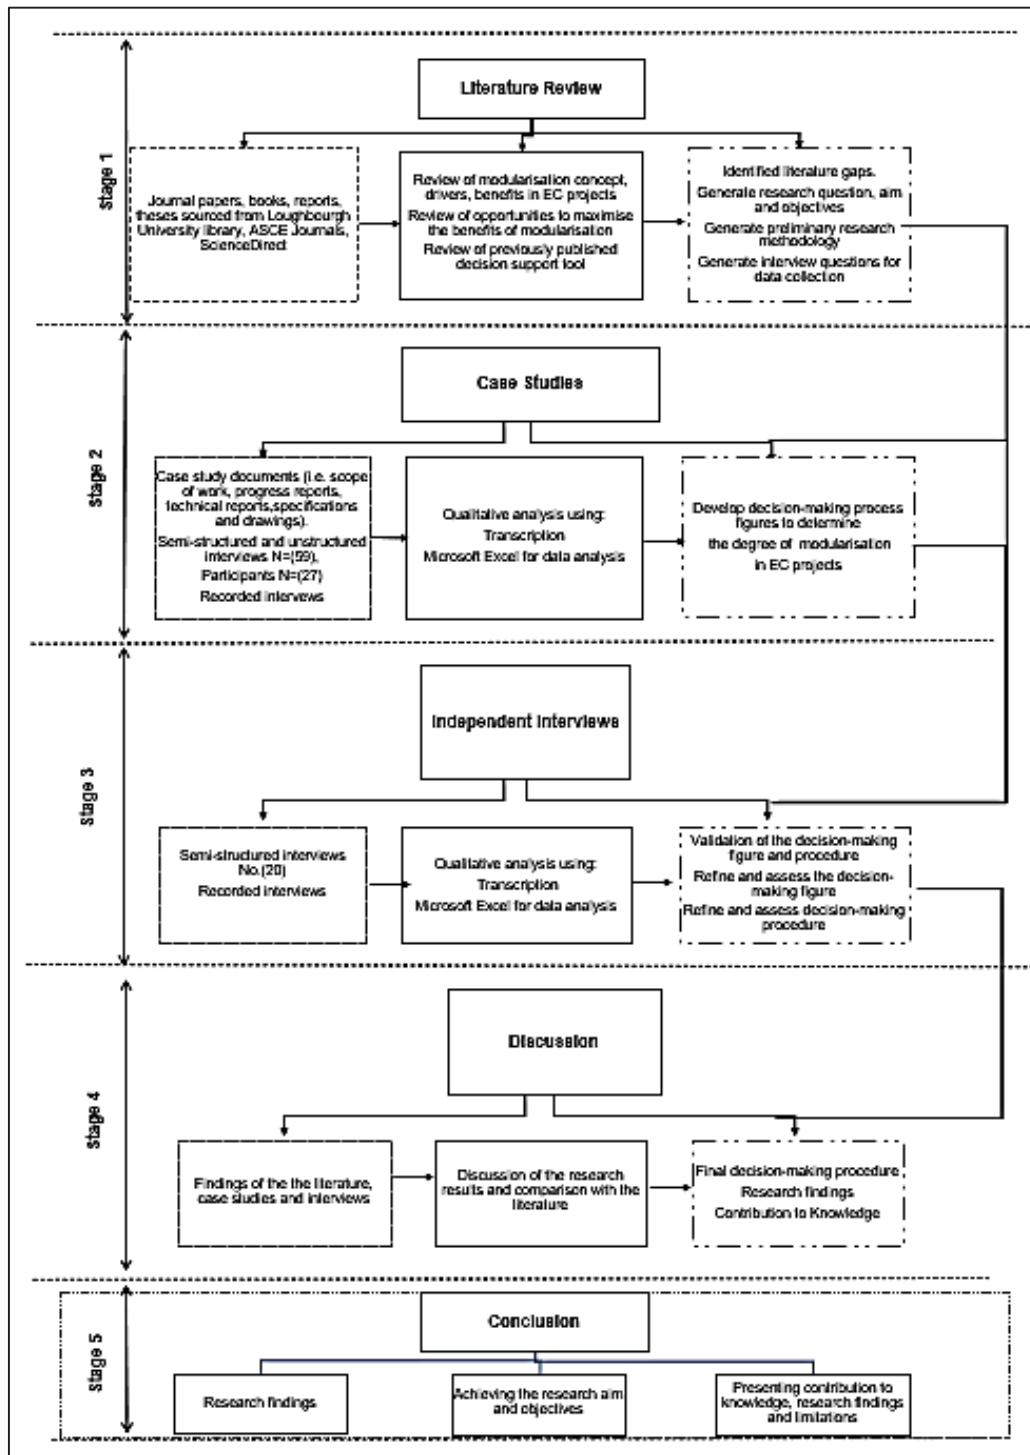 Stage 1
Literature Review
Journal papers, books, reports,
theses sourced from Loughbourgh
University library, ASCE Journals,
ScienceDirect
Review of modularisation concept,
drivers, benefits in EC projects
Review of opportunities to maximise
the benefits of modularisation
Review of previously published
decision support tool
Identified literature gaps.
Generate research question, aim
and objectives
Generate preliminary research
methodology
Generate interview questions for
data collection
Stage 2
Case Studies
Case study documents (i.e. scope
of work, progress reports,
technical reports,specifications
and drawings).
Semi-structured and unstructured
interviews N=(59),
Participants N=(27)
Recorded intervews
Qualitative analysis using:
Transcription
Microsoft Excel for data analysis
Develop decision-making process
figures to determine
the degree of modularisation
in EC projects
Stage 3
Independent Interviews
Semi-structured interviews
No.(20)
Recorded interviews
Qualitative analysis using:
Transcription
Microsoft Excel for data analysis
Validation of the decision-making
figure and procedure
Refine and assess the decision-
making figure
Refine and assess decision-making
procedure
Stage 4
Discussion
Findings of the the literature,
case studies and interviews
Discussion of the research
results and comparison with the
literature
Final decision-making procedure
Research findings
Contribution to Knowledge
Stage 5
Conclusion
Research findings
Achieving the research aim
and objectives
Presenting contribution to
knowledge, research findings
and limitations